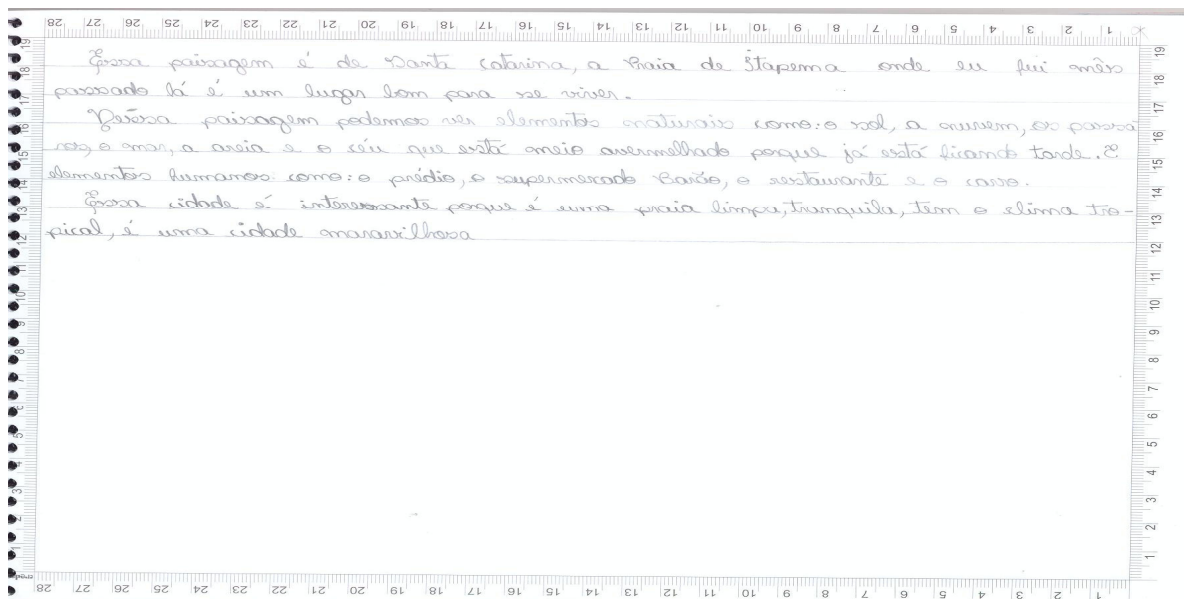 Essa paisagem é de Santa Catarina, a Praia de Itapema onde eu fui mês
passado lá é um lugar bom para se viver.
Dessa paisagem podemos ver elementos naturais como: o sol, a nuvem, os passa
ros, o mar, a areia e o céu que está meio avermelhado porque já está ficando tarde. E
elementos humanos como: o prédio, o supermercado Barão, o restaurante e o carro.
Essa cidade é interessante porque é uma praia limpa, tranquila, tem o clima tro-
pical, é uma cidade maravilhosa